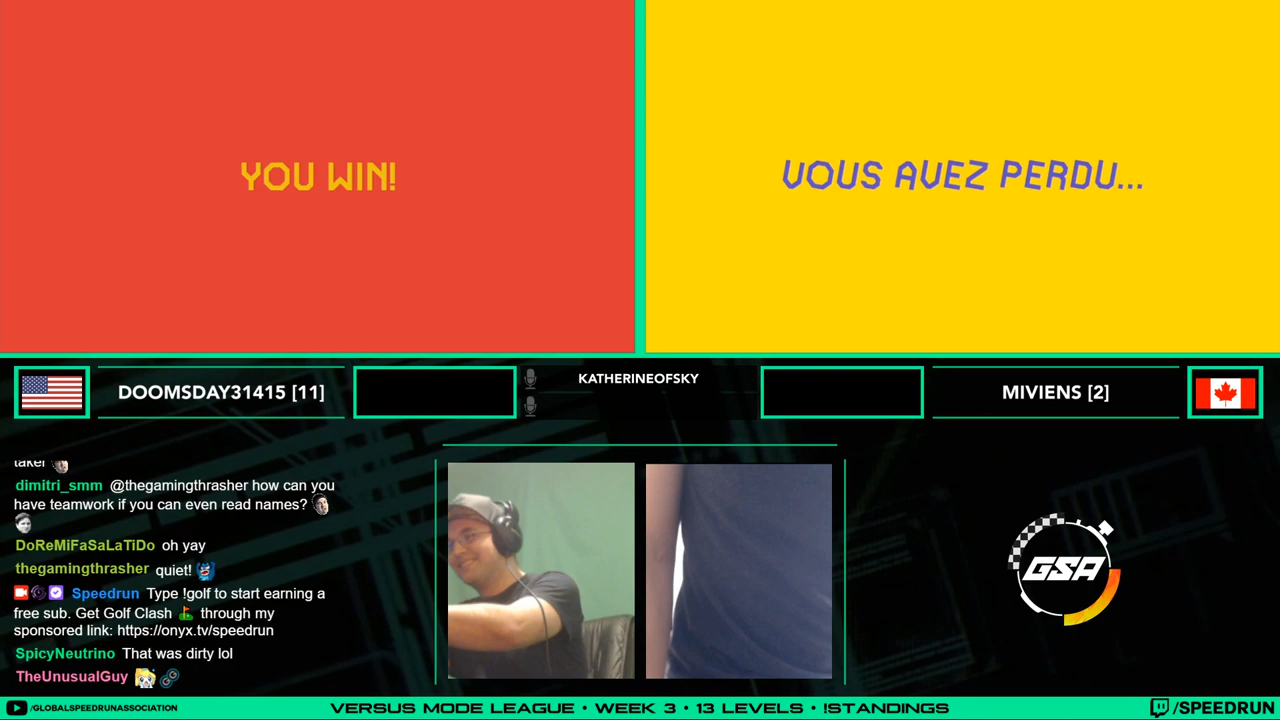 YOU WIN!
VOUS AVEZ PERDU...
DOOMSDAY31415 [11]
KATHERINEOFSKY
MIVIENS [2]
taker
dimitri_smm @thegamingthrasher how can you
have teamwork if you can even read names?
DoReMiFaSaLaTiDo oh yay
thegamingthrasher quiet!
Speedrun Type !golf to start earning a
free sub. Get Golf Clash through my
sponsored link: https://onyx.tv/speedrun
SpicyNeutrino That was dirty lol
TheUnusualGuy
GSA
/GLOBALSPEEDRUNASSOCIATION
VERSUS MODE LEAGUE • WEEK 3 • 13 LEVELS • !STANDINGS
/SPEEDRUN